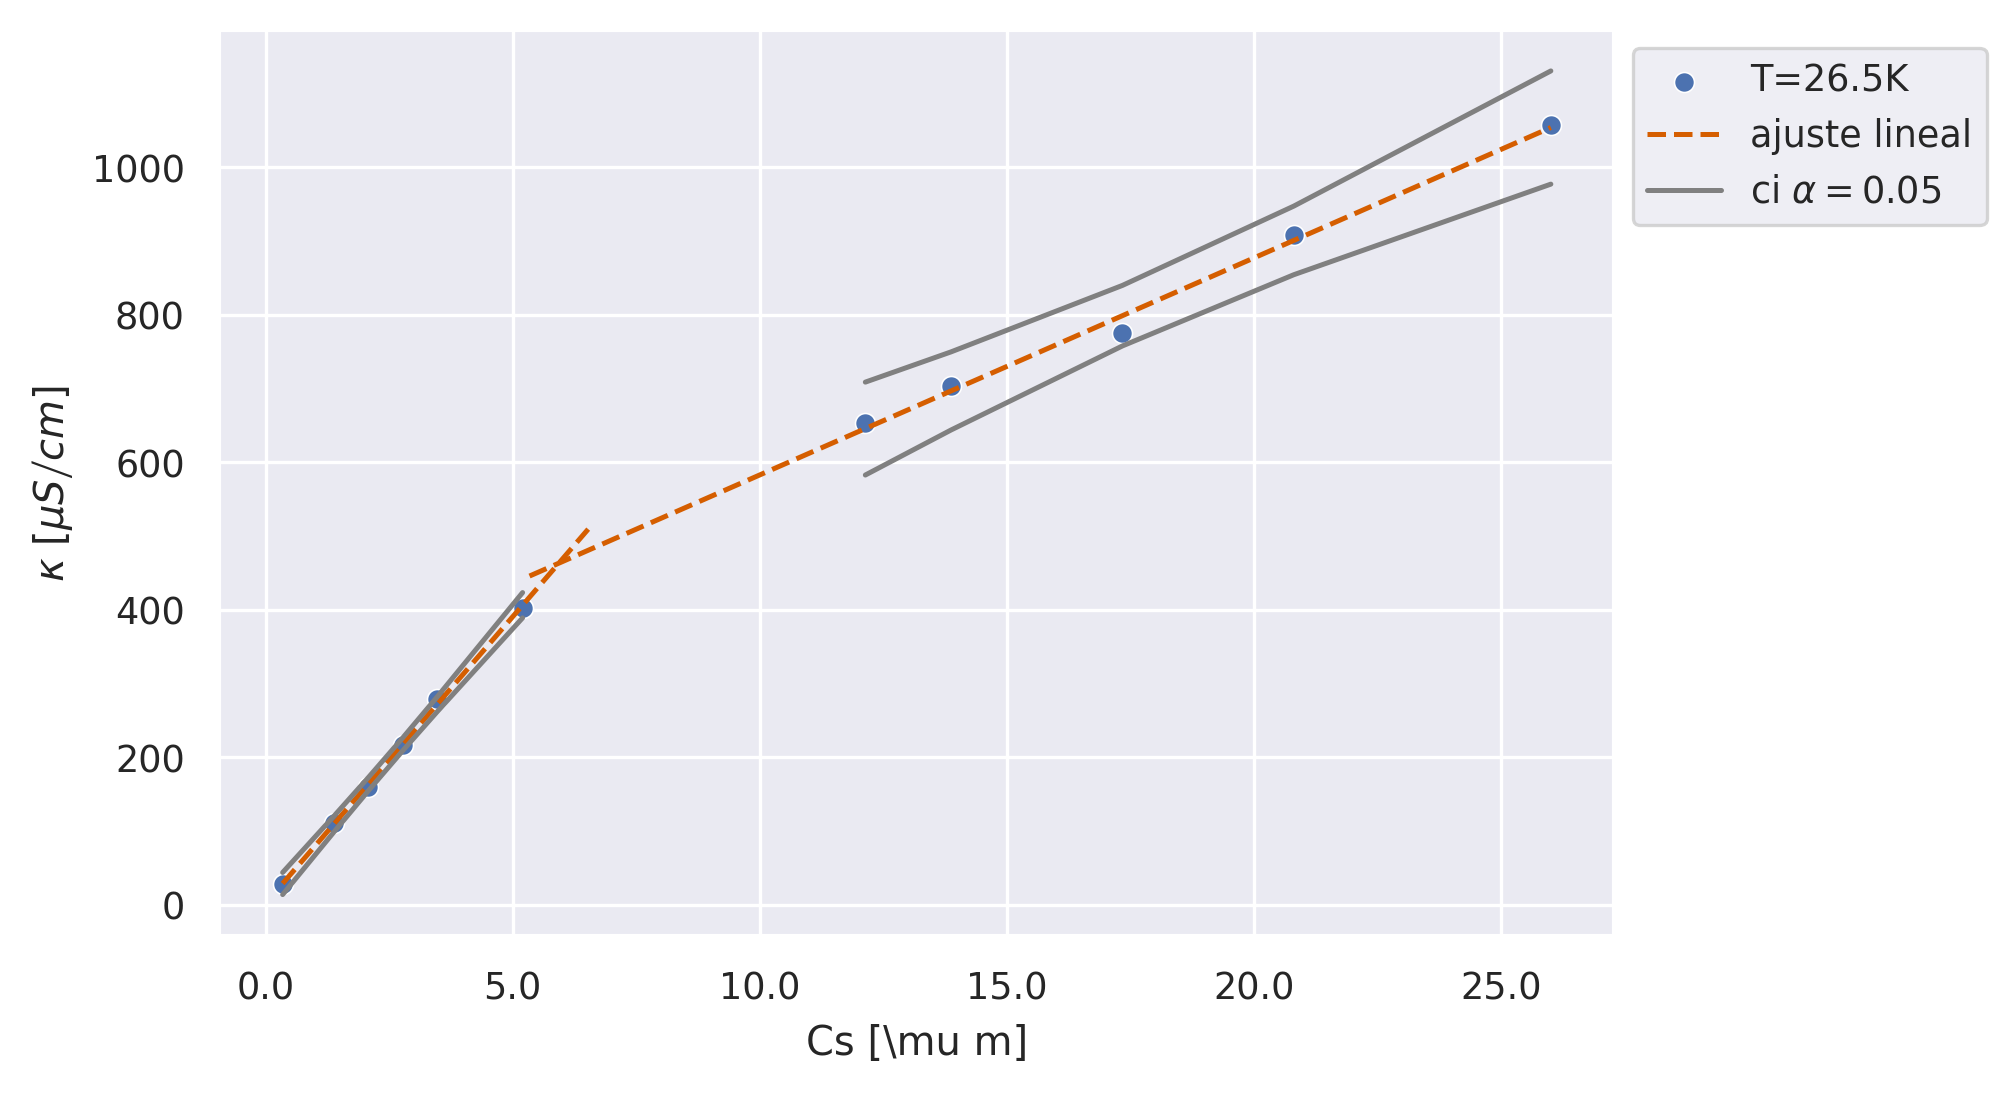 T=26.5K
ajuste lineal
ci α = 0.05
κ [μS/cm]
1000
800
600
400
200
0
0.0 5.0 10.0 15.0 20.0 25.0
Cs [\mu m]